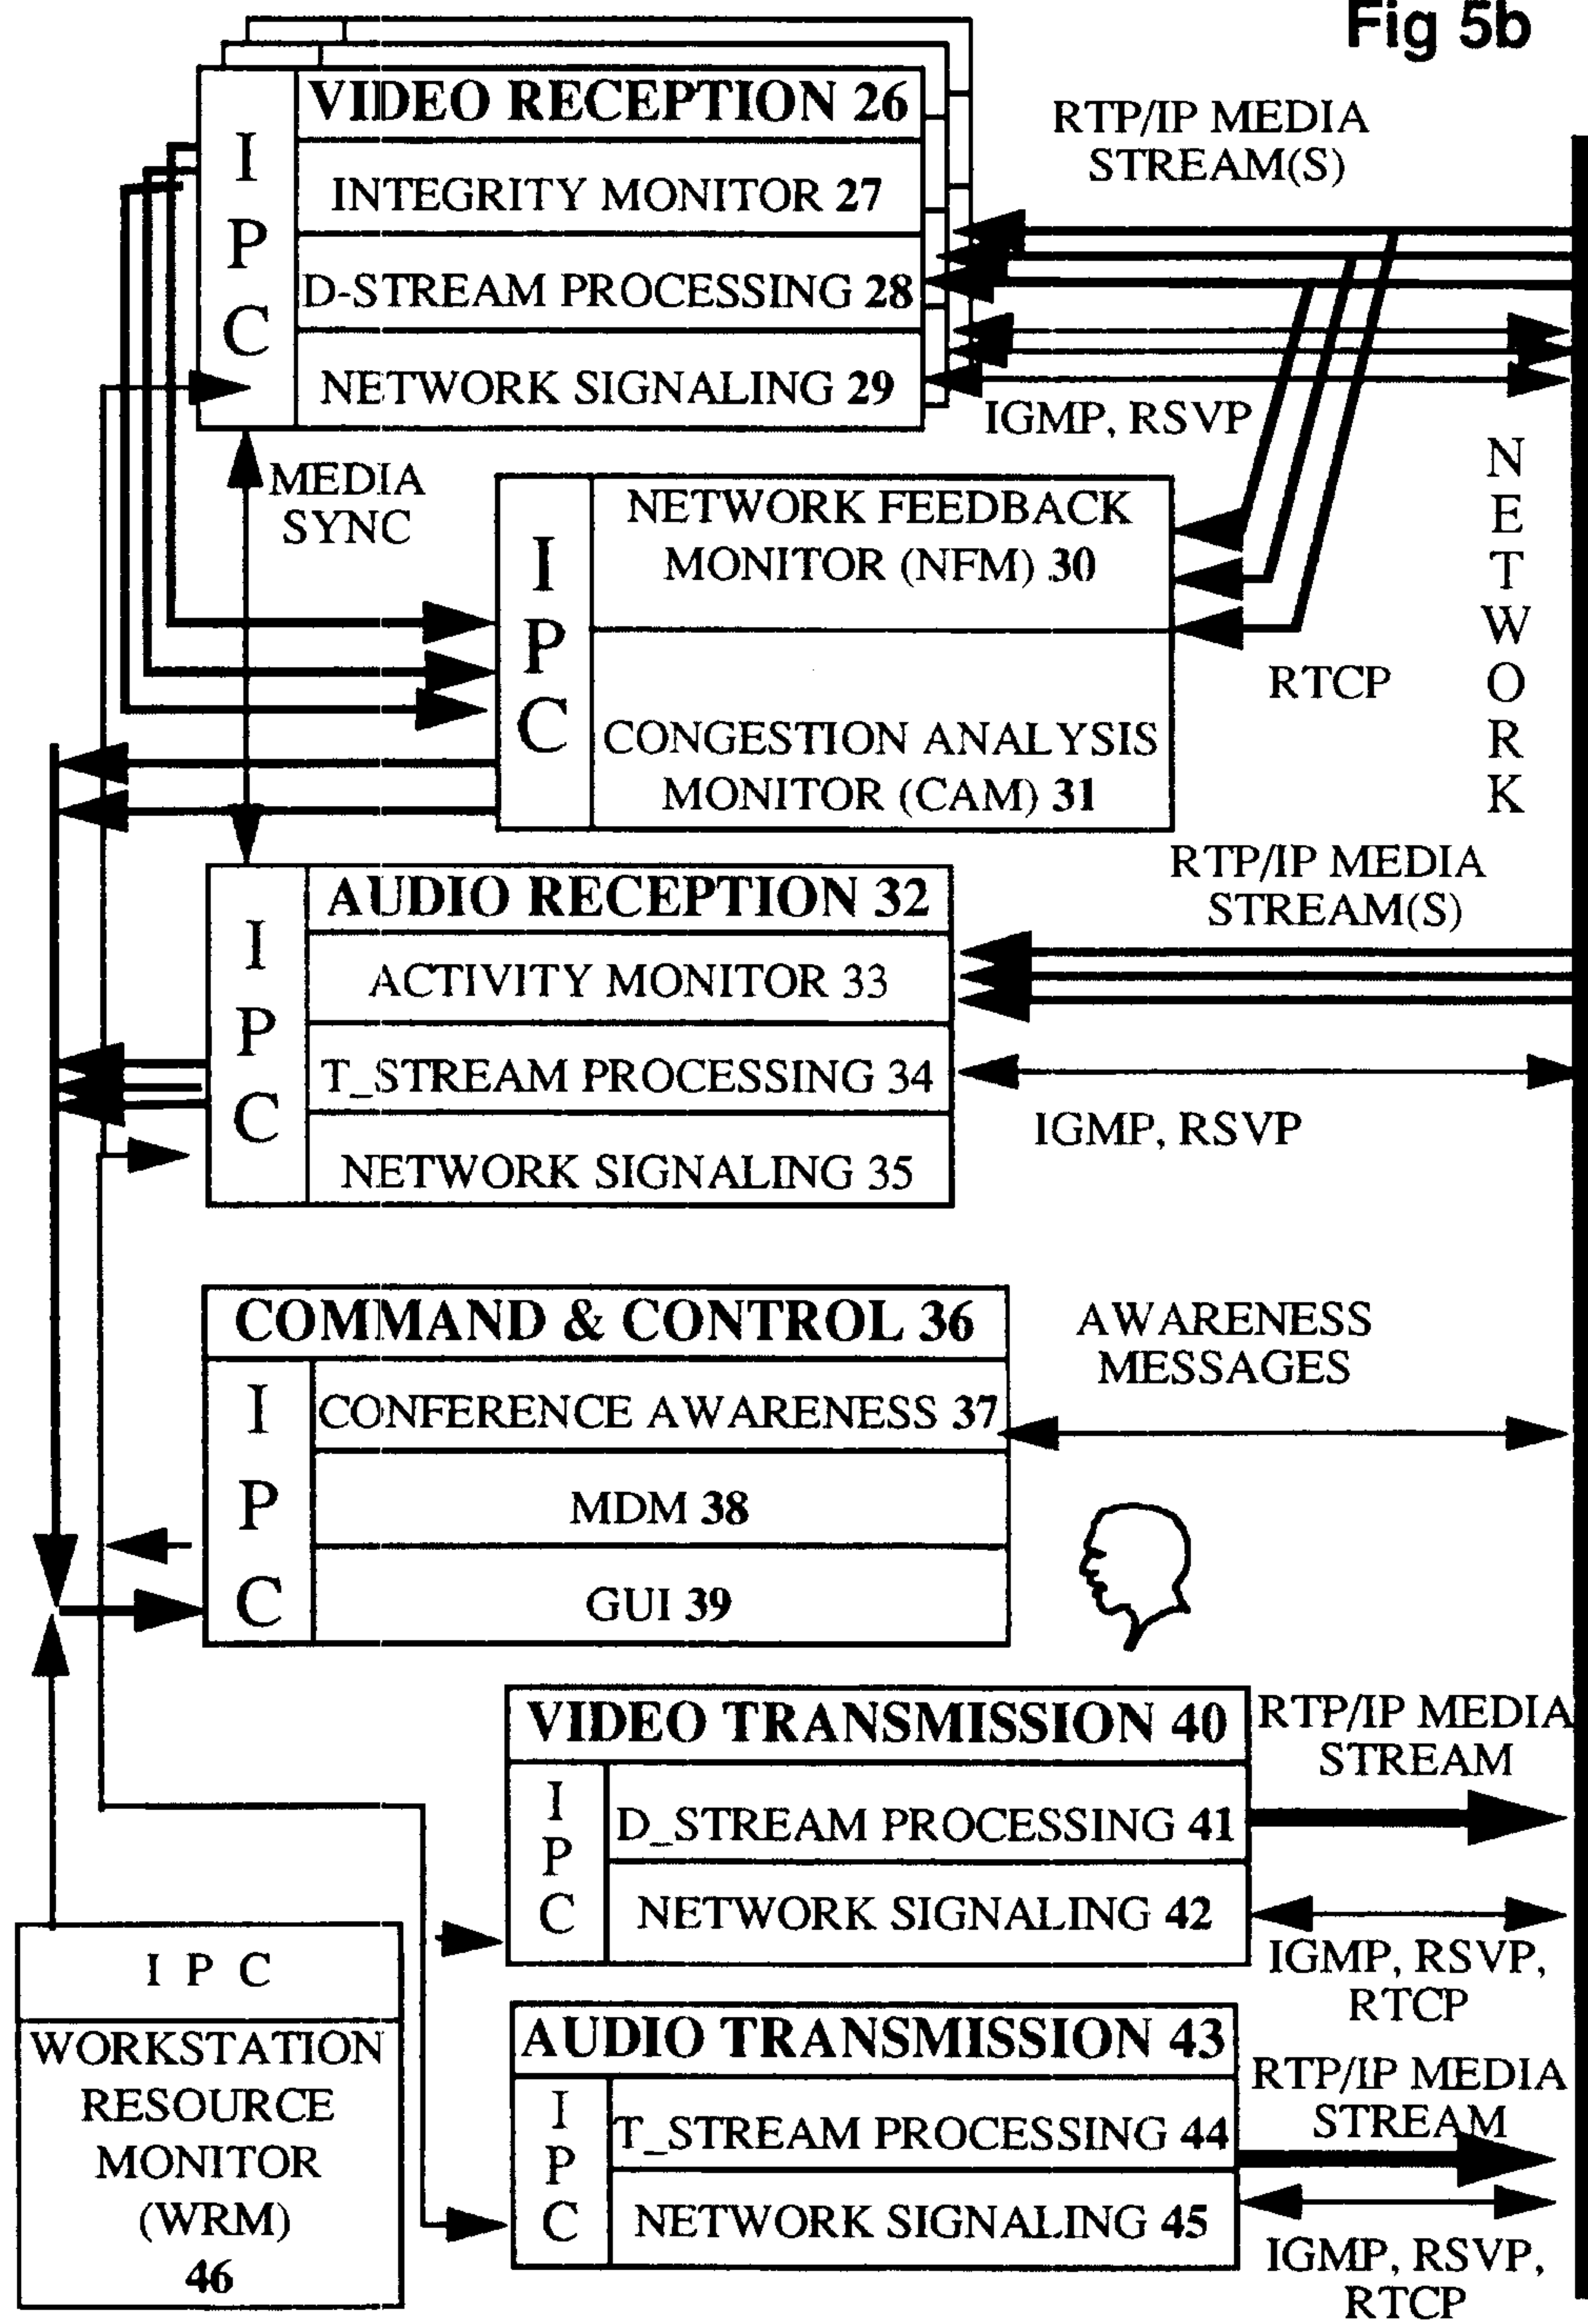 Fig 5b
I
P
C
VIDEO RECEPTION 26
INTEGRITY MONITOR 27
D-STREAM PROCESSING 28
NETWORK SIGNALING 29
RTP/IP MEDIA
STREAM(S)
IGMP, RSVP
MEDIA
SYNC
I
P
C
NETWORK FEEDBACK
MONITOR (NFM) 30
CONGESTION ANALYSIS
MONITOR (CAM) 31
RTCP
N
E
T
W
O
R
K
I
P
C
AUDIO RECEPTION 32
ACTIVITY MONITOR 33
T_STREAM PROCESSING 34
NETWORK SIGNALING 35
RTP/IP MEDIA
STREAM(S)
IGMP, RSVP
COMMAND & CONTROL 36
I
P
C
CONFERENCE AWARENESS 37
MDM 38
GUI 39
AWARENESS
MESSAGES
VIDEO TRANSMISSION 40
I
P
C
D_STREAM PROCESSING 41
NETWORK SIGNALING 42
RTP/IP MEDIA
STREAM
IGMP, RSVP,
RTCP
I P C
WORKSTATION
RESOURCE
MONITOR
(WRM)
46
AUDIO TRANSMISSION 43
I
P
C
T_STREAM PROCESSING 44
NETWORK SIGNALING 45
RTP/IP MEDIA
STREAM
IGMP, RSVP,
RTCP